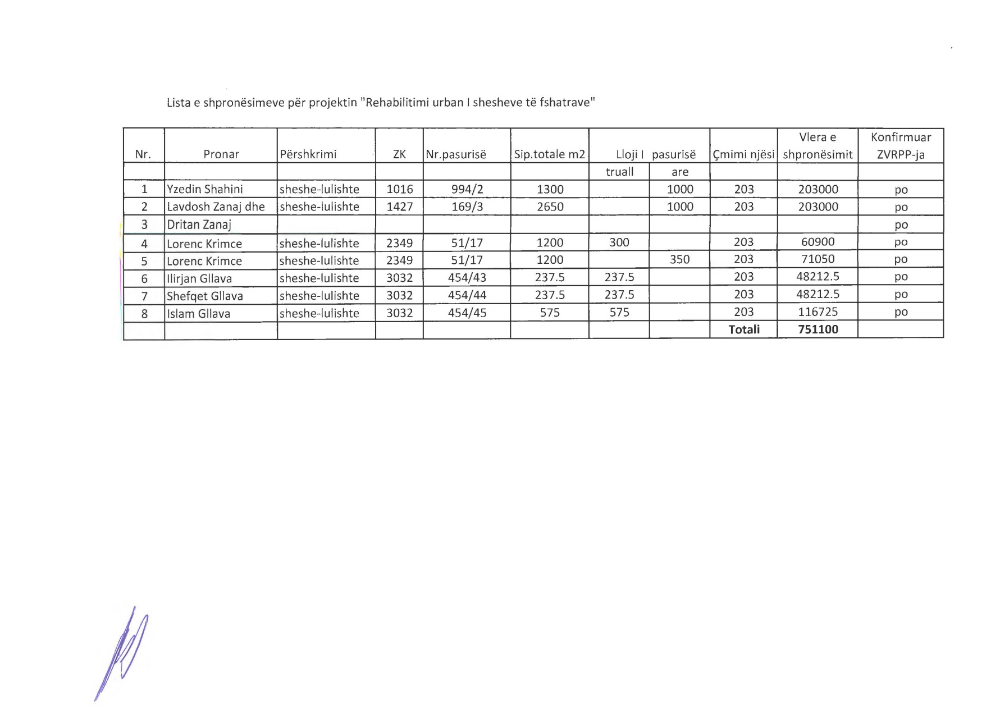 Lista e shpronësimeve për projektin "Rehabilitimi urban I shesheve të fshatrave"
Nr. Pronar Përshkrimi ZK Nr.pasurisë Sip.totale m2 Lloji I pasurisë Çmimi njësi Vlera e shpronësimit Konfirmuar ZVRPP-ja
truall are
1 Yzedin Shahini sheshe-lulishte 1016 994/2 1300 1000 203 203000 po
2 Lavdosh Zanaj dhe sheshe-lulishte 1427 169/3 2650 1000 203 203000 po
3 Dritan Zanaj po
4 Lorenc Krimce sheshe-lulishte 2349 51/17 1200 300 203 60900 po
5 Lorenc Krimce sheshe-lulishte 2349 51/17 1200 350 203 71050 po
6 Ilirjan Gllava sheshe-lulishte 3032 454/43 237.5 237.5 203 48212.5 po
7 Shefqet Gllava sheshe-lulishte 3032 454/44 237.5 237.5 203 48212.5 po
8 Islam Gllava sheshe-lulishte 3032 454/45 575 575 203 116725 po
Totali 751100